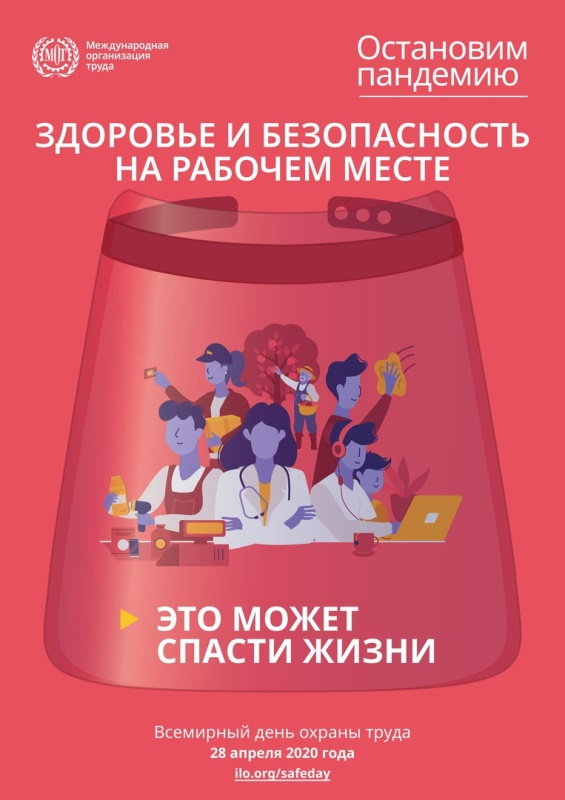 МОТ
Международная
организация
труда
Остановим
пандемию
ЗДОРОВЬЕ И БЕЗОПАСНОСТЬ
НА РАБОЧЕМ МЕСТЕ
ЭТО МОЖЕТ
СПАСТИ ЖИЗНИ
Всемирный день охраны труда
28 апреля 2020 года
ilo.org/safeday